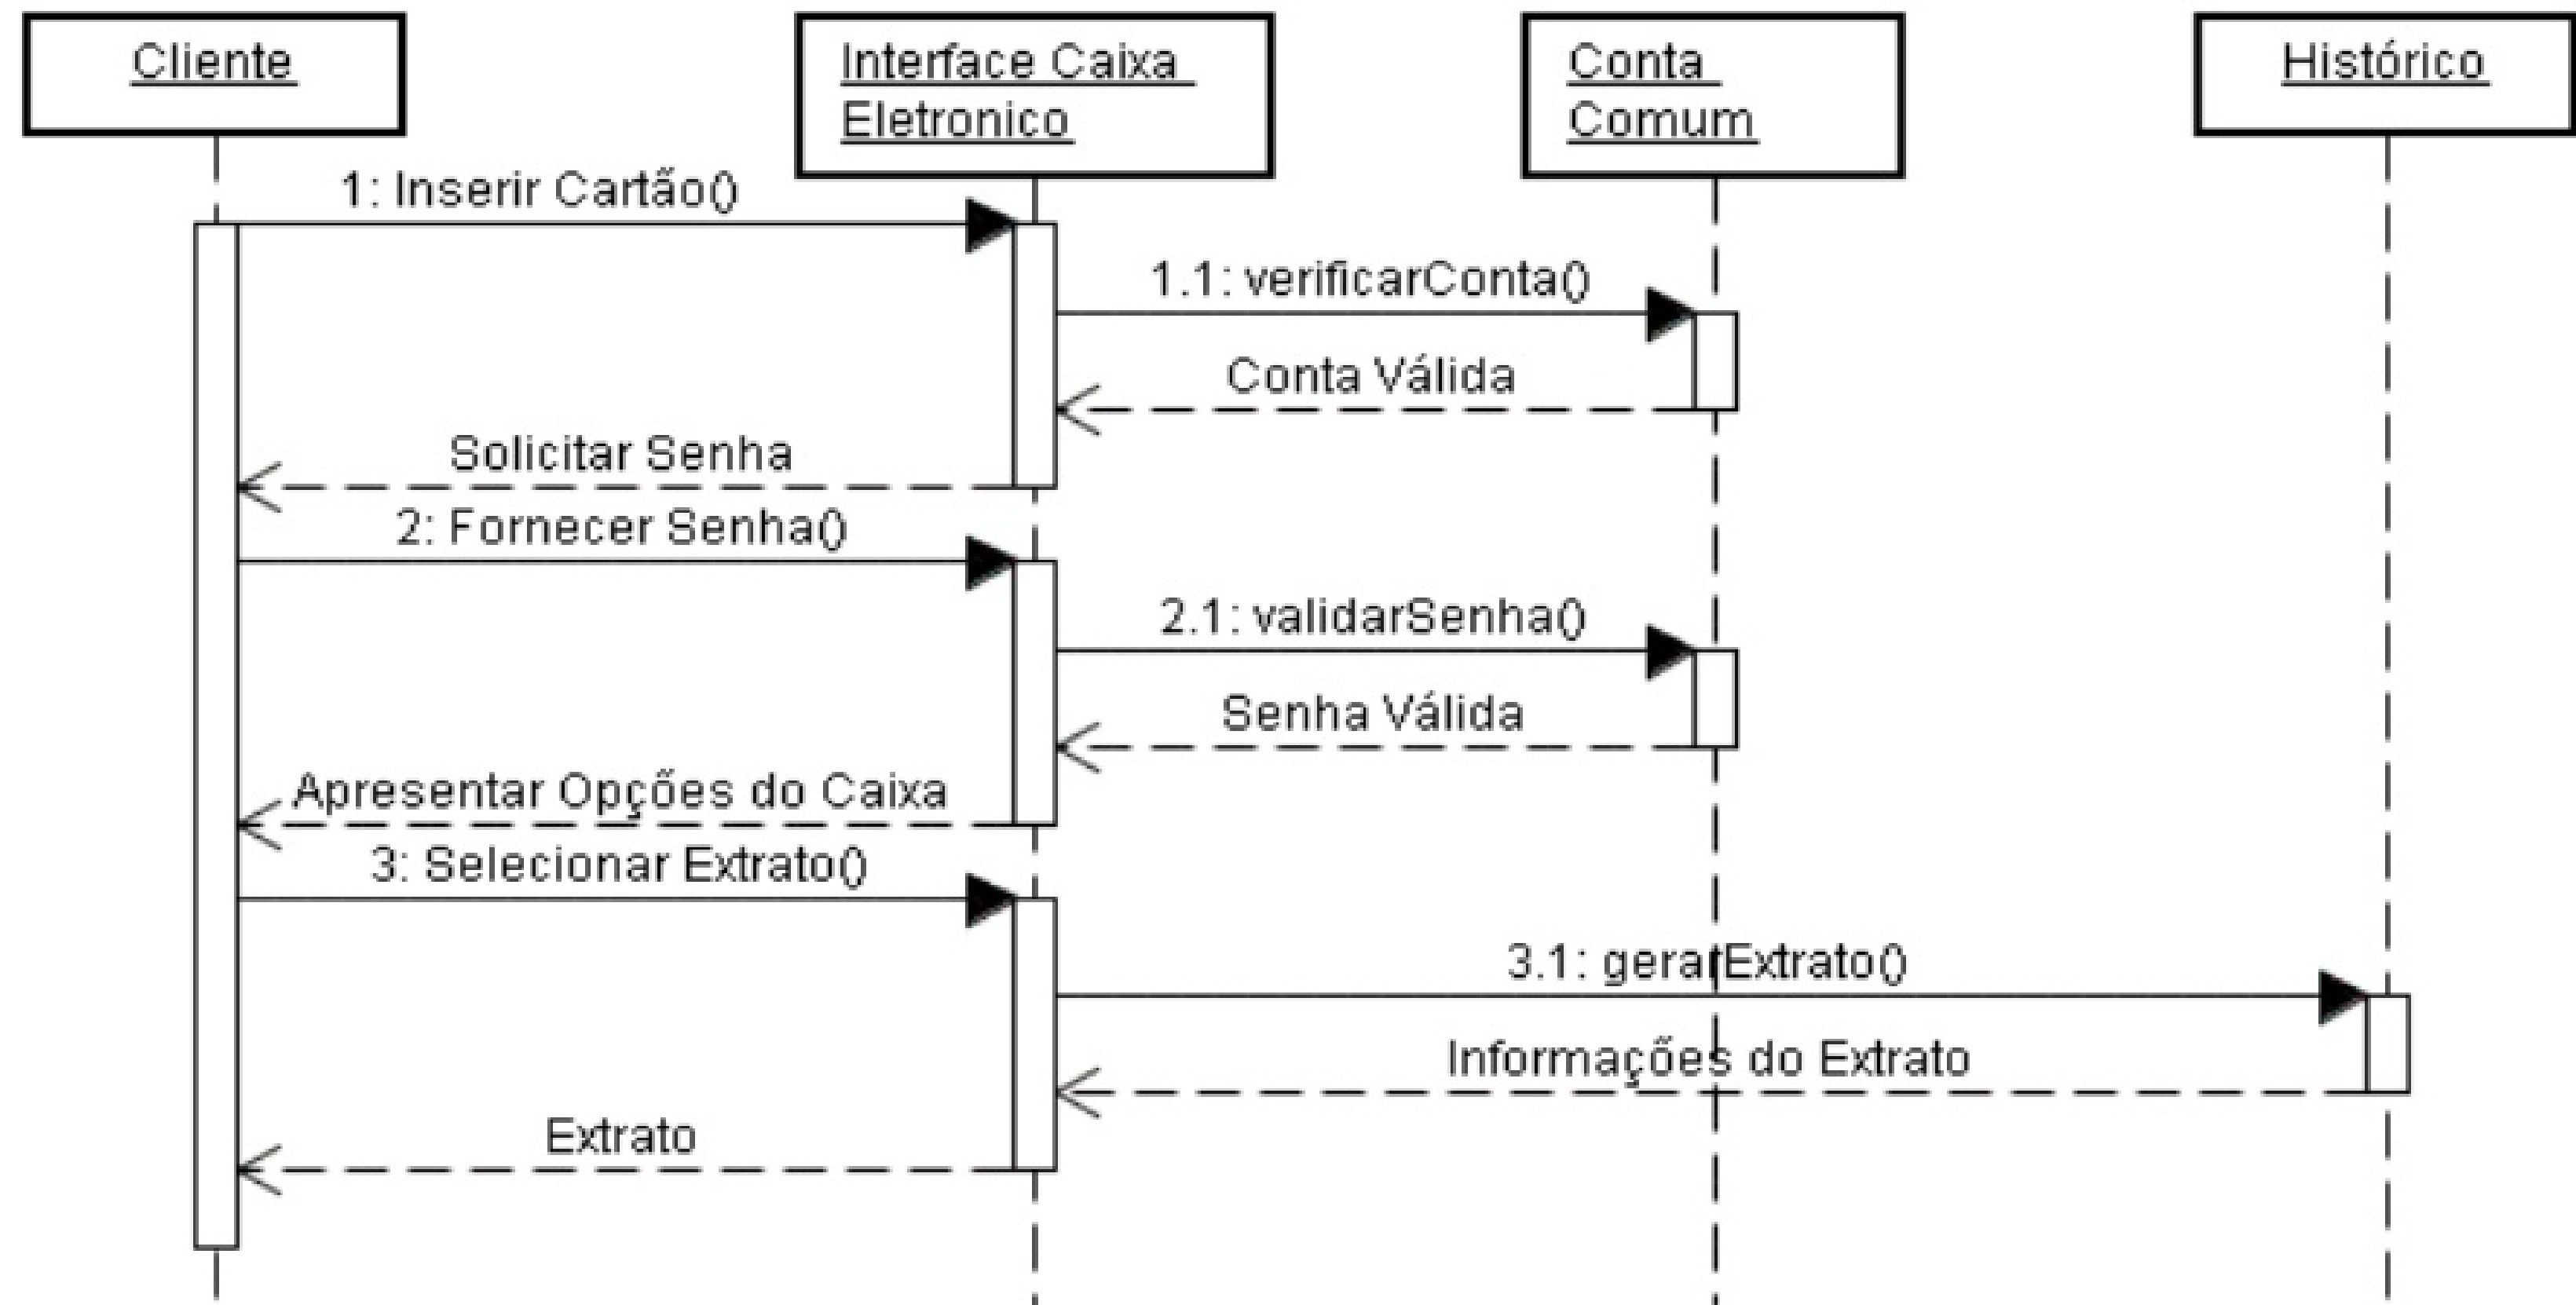 Cliente
Interface Caixa
Eletronico
Conta
Comum
Histórico
1: Inserir Cartão()
1.1: verificarConta()
Conta Válida
Solicitar Senha
2: Fornecer Senha()
2.1: validarSenha()
Senha Válida
Apresentar Opções do Caixa
3: Selecionar Extrato()
3.1: gerarExtrato()
Informações do Extrato
Extrato